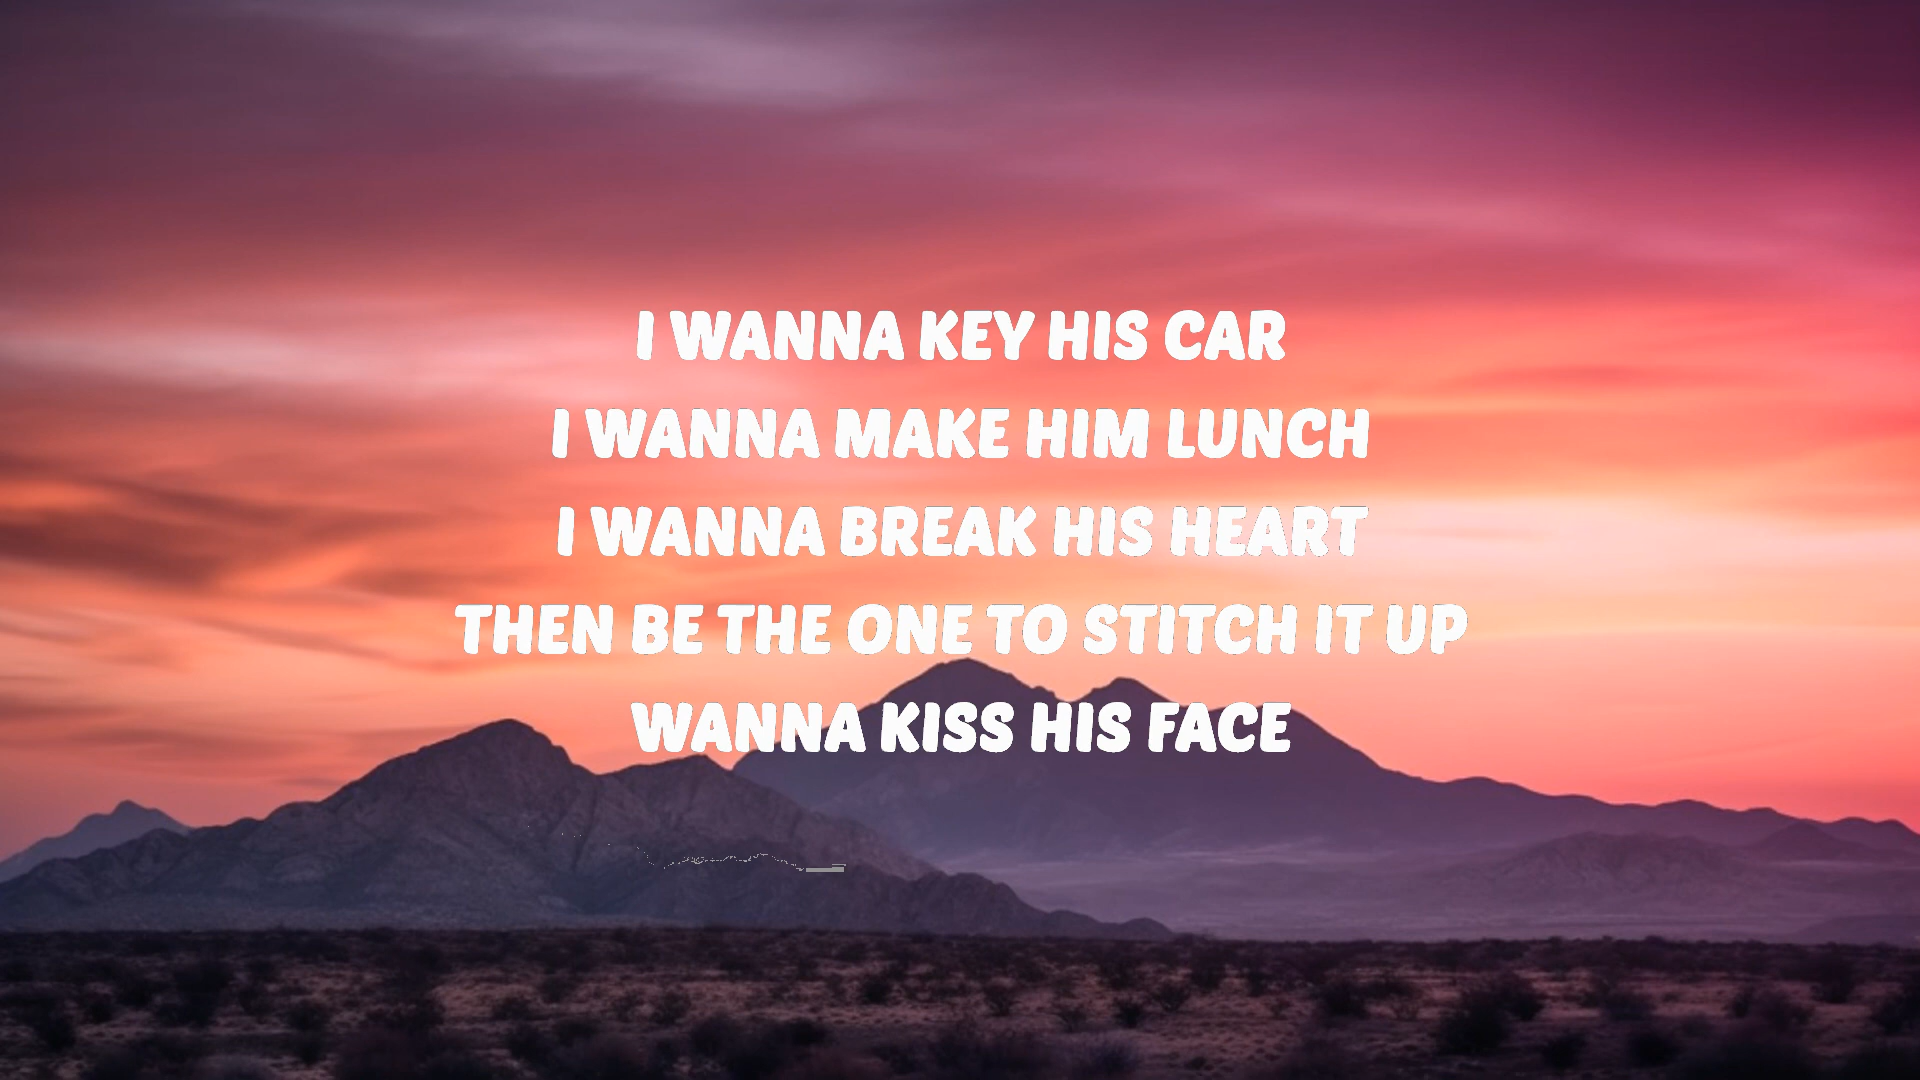 I WANNA KEY HIS CAR
I WANNA MAKE HIM LUNCH
I WANNA BREAK HIS HEART
THEN BE THE ONE TO STITCH IT UP
WANNA KISS HIS FACE